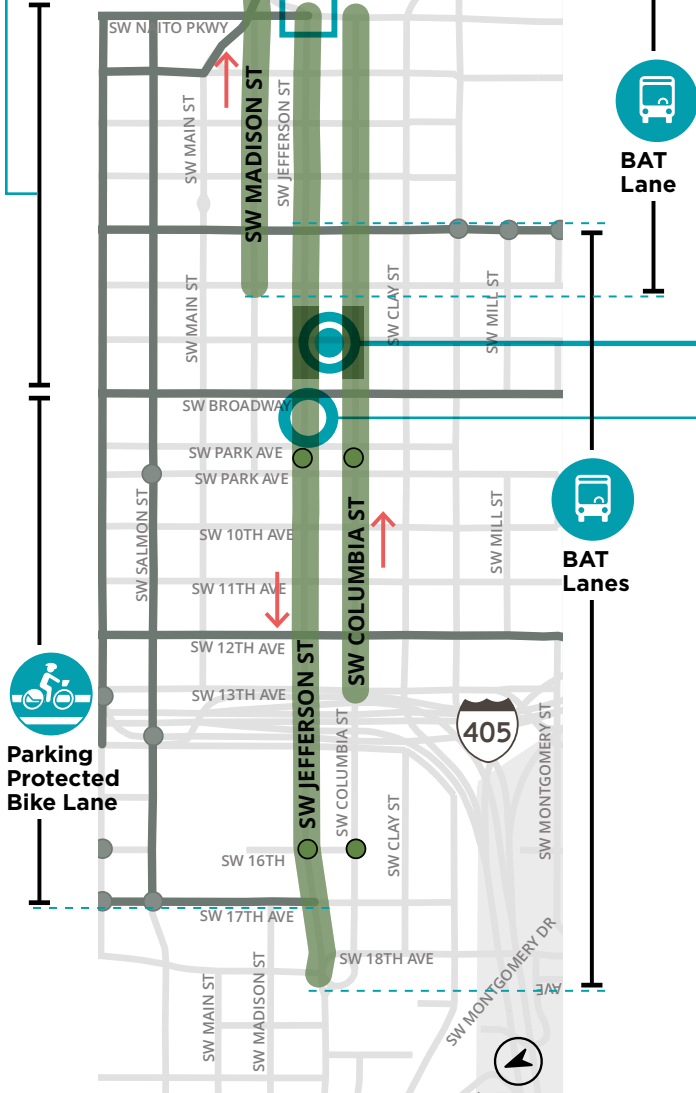 SW NAITO PKWY
SW MAIN ST
SW MADISON ST
SW JEFFERSON ST
BAT
Lane
SW MAIN ST
SW CLAY ST
SW MILL ST
SW BROADWAY
SW PARK AVE
SW PARK AVE
SW SALMON ST
SW 10TH AVE
SW COLUMBIA ST
SW MILL ST
BAT
Lanes
SW 11TH AVE
SW 12TH AVE
SW 13TH AVE
SW JEFFERSON ST
SW COLUMBIA ST
405
SW MONTGOMERY ST
Parking
Protected
Bike Lane
SW CLAY ST
SW 16TH
SW 17TH AVE
SW 18TH AVE
SW MAIN ST
SW MADISON ST
SW MONTGOMERY DR
AVE